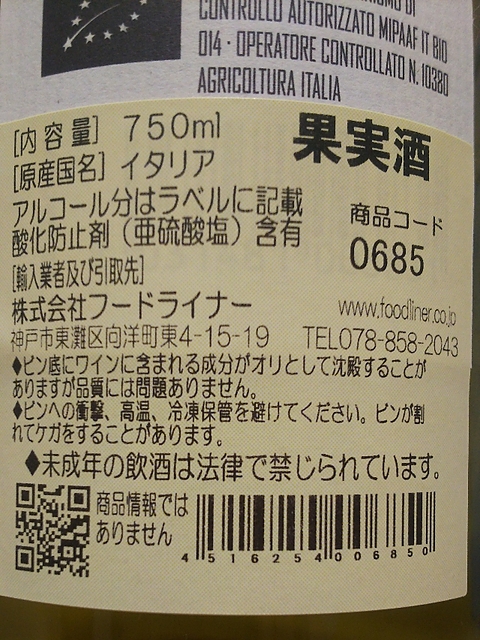 CONTROLLO AUTORIZZATO MIPAAF IT BIO
014 · OPERATORE CONTROLLATO N. 10380
AGRICOLTURA ITALIA
[内容量] 750ml
果実酒
[原産国名] イタリア
アルコール分はラベルに記載
酸化防止剤（亜硫酸塩）含有
商品コード
0685
[輸入業者及び引取先]
株式会社フードライナー
www.foodliner.co.jp
神戸市東灘区向洋町東4-15-19 TEL078-858-2043
♦ビン底にワインに含まれる成分がオリとして沈殿することが
ありますが品質には問題ありません。
♦ビンへの衝撃、高温、冷凍保管を避けてください。ビンが割
れてケガをすることがあります。
♦未成年の飲酒は法律で禁じられています。
商品情報では
ありません
4516254006850